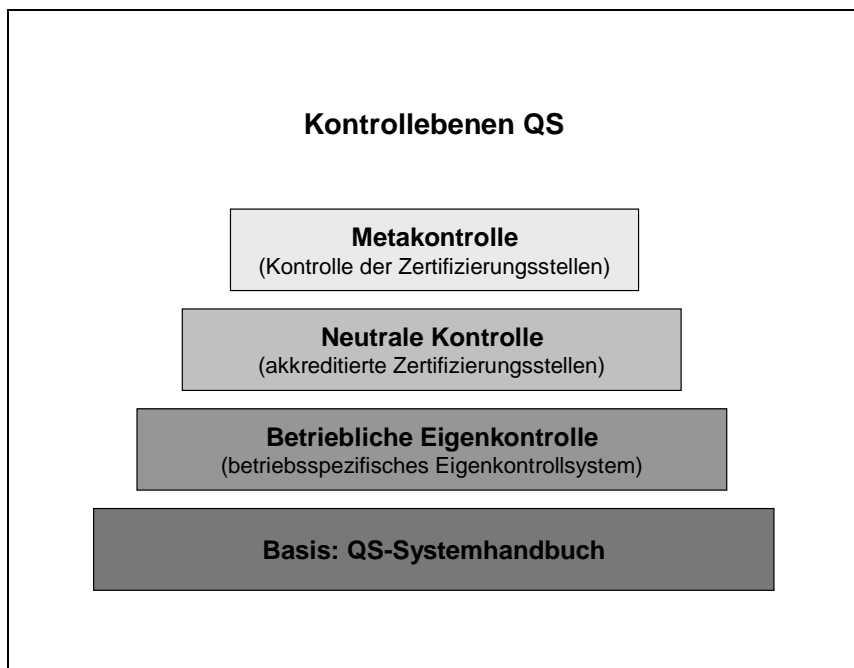 Kontrollebenen QS
Metakontrolle
(Kontrolle der Zertifizierungsstellen)
Neutrale Kontrolle
(akkreditierte Zertifizierungsstellen)
Betriebliche Eigenkontrolle
(betriebsspezifisches Eigenkontrollsystem)
Basis: QS-Systemhandbuch